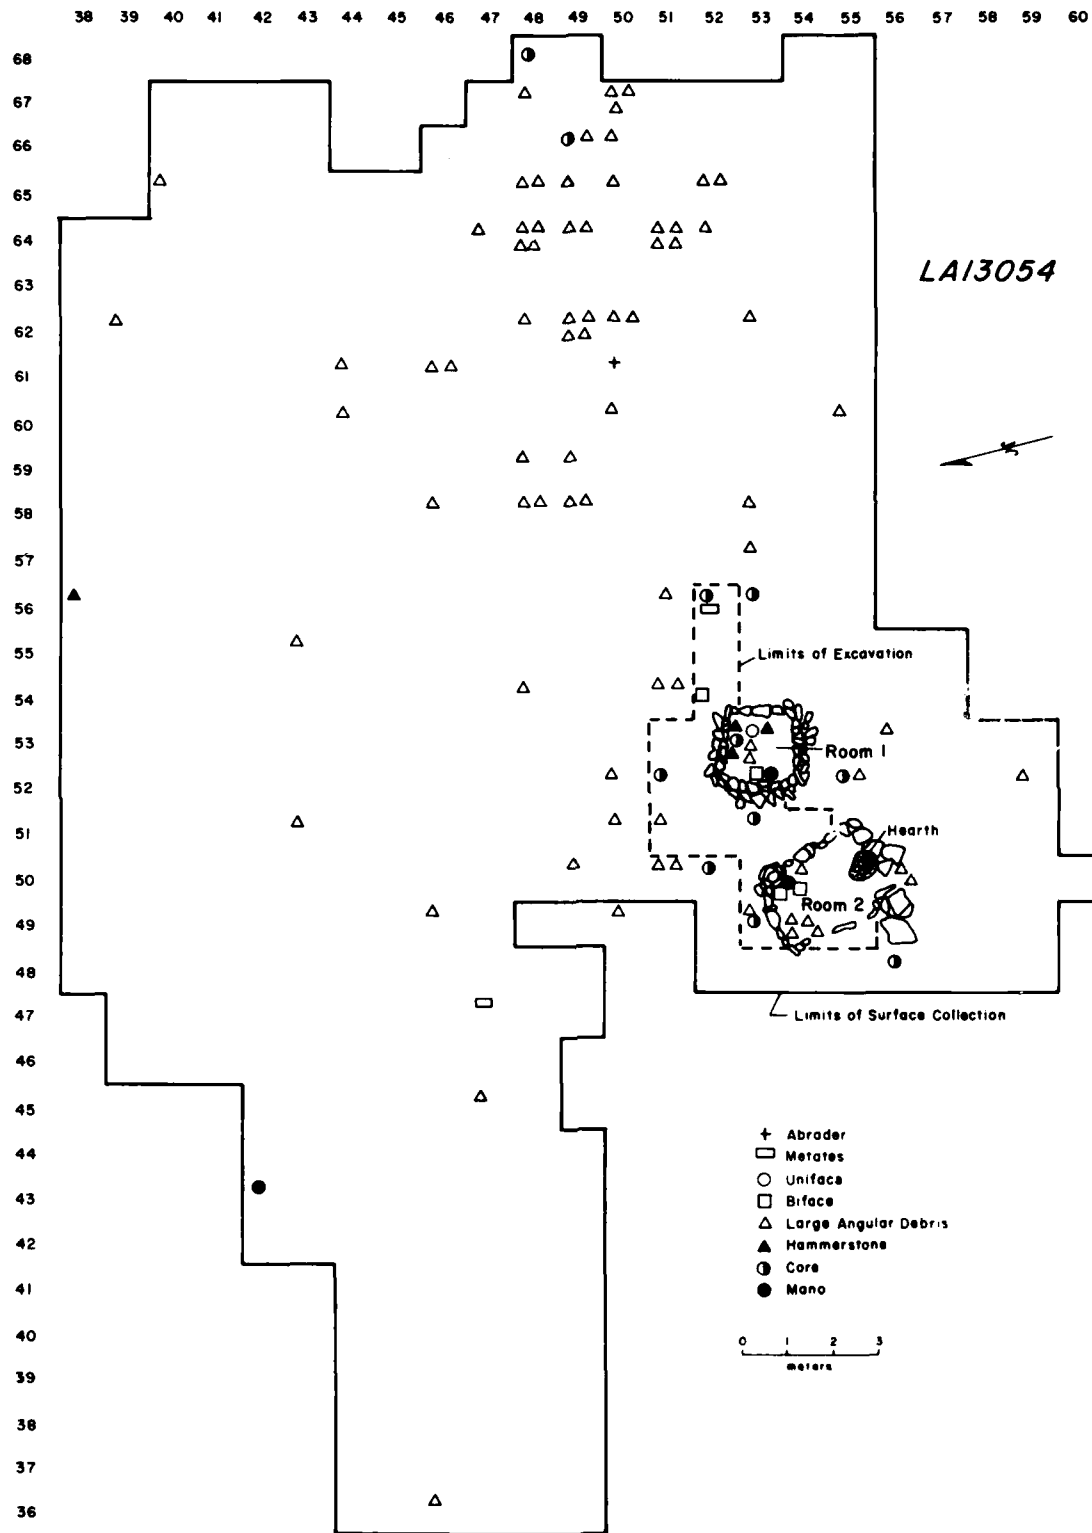 38 39 40 42 43 44 45 47 48 49 50 52 53 54 55 56 57 58 59 60
68
67
66
65
64
63
LA13054
62
61
60
59
58
57
56
55
Limits of Excavation
54
53
Room 1
52
51
Hearth
50
Room 2
49
48
47
Limits of Surface Collection
46
45
44
43
42
41
40
39
38
37
36
Abrader
Metates
Uniface
Biface
Large Angular Debris
Hammerstone
Core
Mano
0 1 2 3
meters